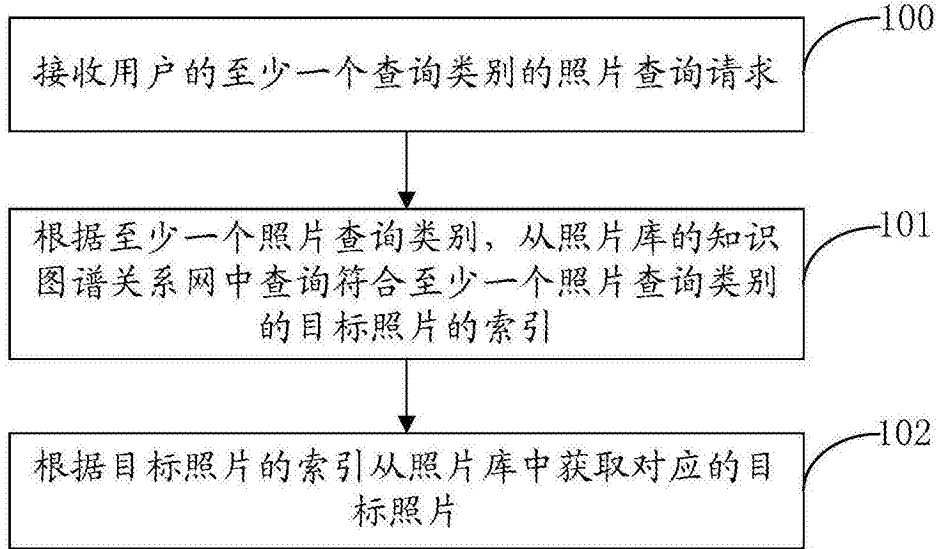 100
接收用户的至少一个查询类别的照片查询请求
101
根据至少一个照片查询类别，从照片库的知识
图谱关系网中查询符合至少一个照片查询类别
的目标照片的索引
102
根据目标照片的索引从照片库中获取对应的目
标照片